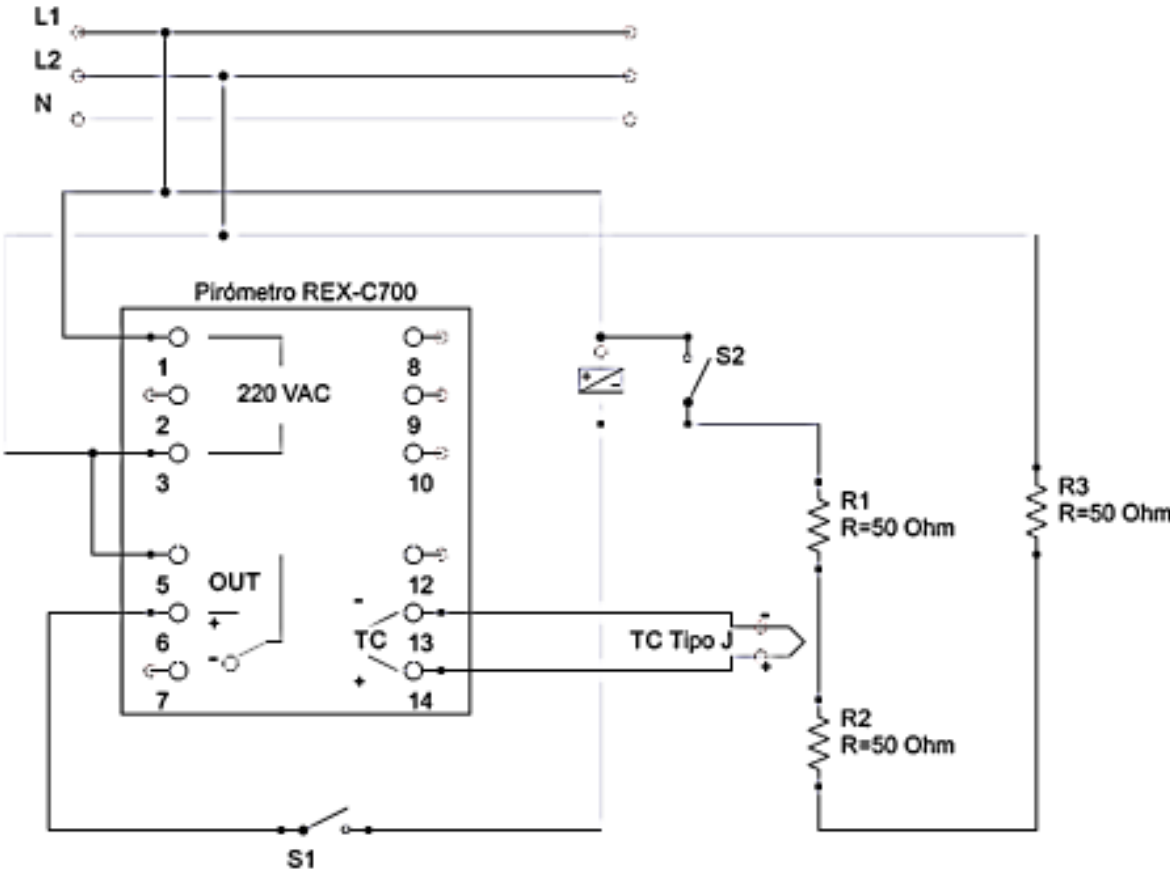 L1
L2
N
Pirómetro REX-C700
1
8
220 VAC
2
9
3
10
S2
R1
R=50 Ohm
R3
R=50 Ohm
5
OUT
12
+
-
6
-
TC
13
+
7
14
TC Tipo J
-
+
+
-
R2
R=50 Ohm
S1